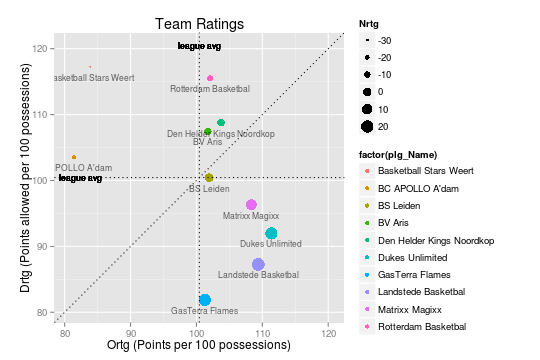 Team Ratings
Drtg (Points allowed per 100 possessions)
120
110
100
90
80
league avg
asketball Stars Weert
Rotterdam Basketbal
Den Helder Kings Noordkop
BV Aris
POLLO A'dam
league avg
BS Leiden
Matrixx Magixx
Dukes Unlimited
Landstede Basketbal
GasTerra Flames
80
90
100
110
120
Ortg (Points per 100 possessions)
Nrtg
-30
-20
-10
0
10
20
factor(plg_Name)
Basketball Stars Weert
BC APOLLO A'dam
BS Leiden
BV Aris
Den Helder Kings Noordkop
Dukes Unlimited
GasTerra Flames
Landstede Basketbal
Matrixx Magixx
Rotterdam Basketbal